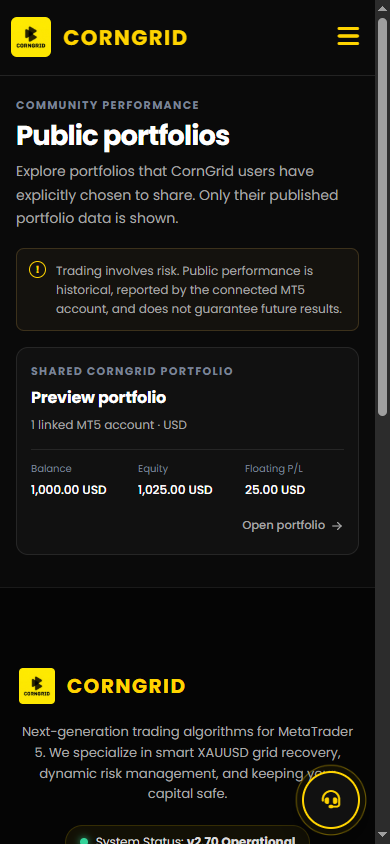 CORNGRID
CORNGRID
COMMUNITY PERFORMANCE
Public portfolios
Explore portfolios that CornGrid users have
explicitly chosen to share. Only their published
portfolio data is shown.
Trading involves risk. Public performance is
historical, reported by the connected MT5
account, and does not guarantee future results.
SHARED CORNGRID PORTFOLIO
Preview portfolio
1 linked MT5 account · USD
Balance Equity Floating P/L
1,000.00 USD 1,025.00 USD 25.00 USD
Open portfolio →
CORNGRID
CORNGRID
Next-generation trading algorithms for MetaTrader
5. We specialize in smart XAUUSD grid recovery,
dynamic risk management, and keeping
capital safe.
System Status: v2.70 Operational